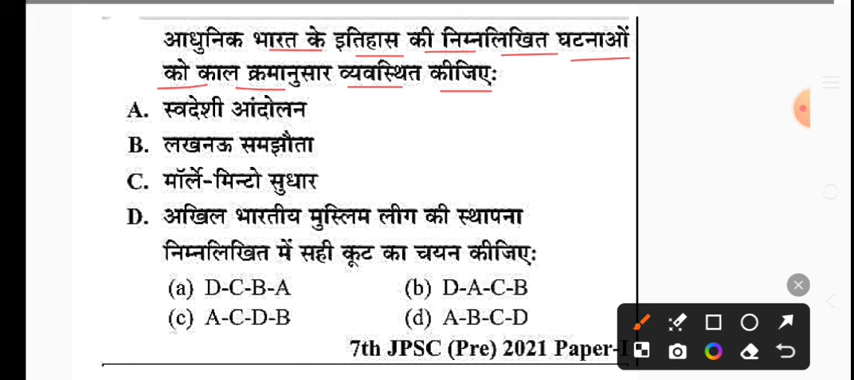 आधुनिक भारत के इतिहास की निम्नलिखित घटनाओं
को काल क्रमानुसार व्यवस्थित कीजिए:
A. स्वदेशी आंदोलन
B. लखनऊ समझौता
C. मॉर्ले-मिन्टो सुधार
D. अखिल भारतीय मुस्लिम लीग की स्थापना
निम्नलिखित में सही कूट का चयन कीजिए:
(a) D-C-B-A (b) D-A-C-B
(c) A-C-D-B (d) A-B-C-D
7th JPSC (Pre) 2021 Paper-I